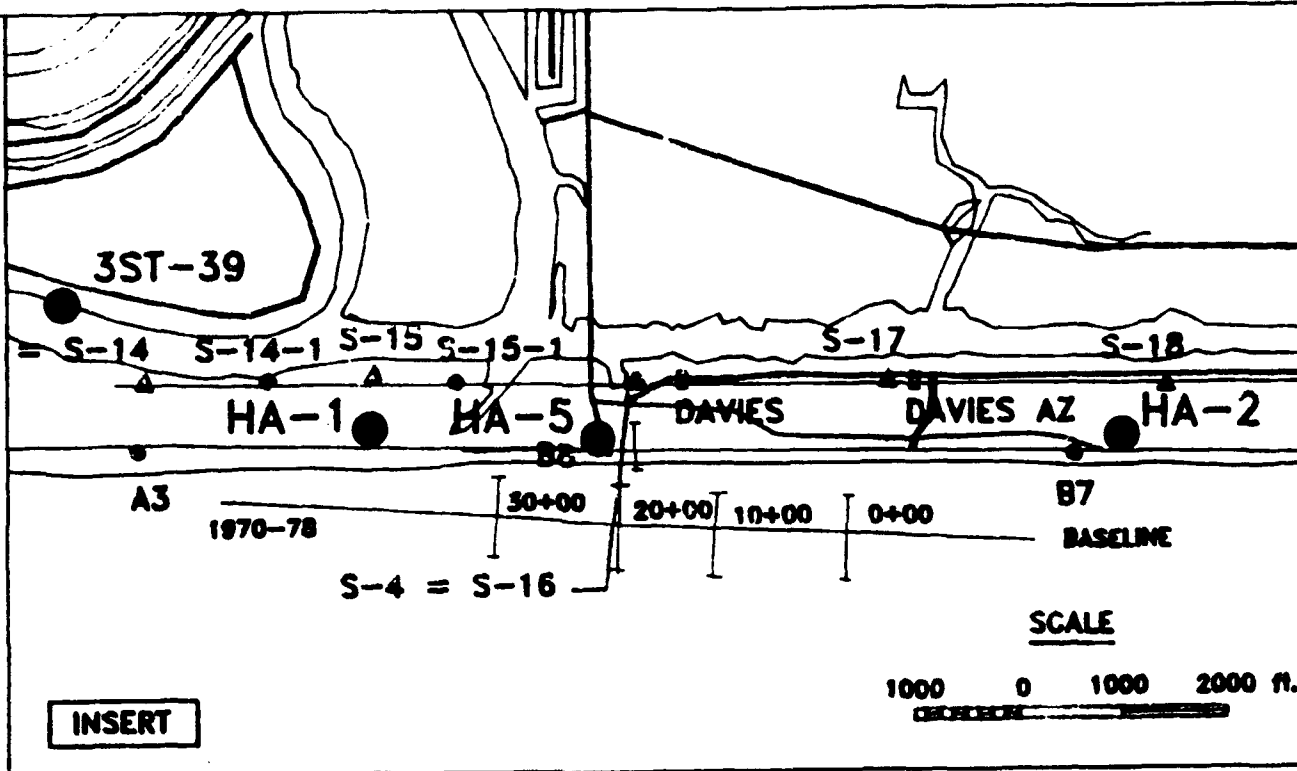 3ST-39
= S-14 S-14-1 S-15 S-15-1 S-17 S-18
HA-1 HA-5 DAVIES DAVIES AZ HA-2
A3 B7
30+00 20+00 10+00 0+00
1970-78 BASELINE
S-4 = S-16
SCALE
1000 0 1000 2000 ft.
INSERT